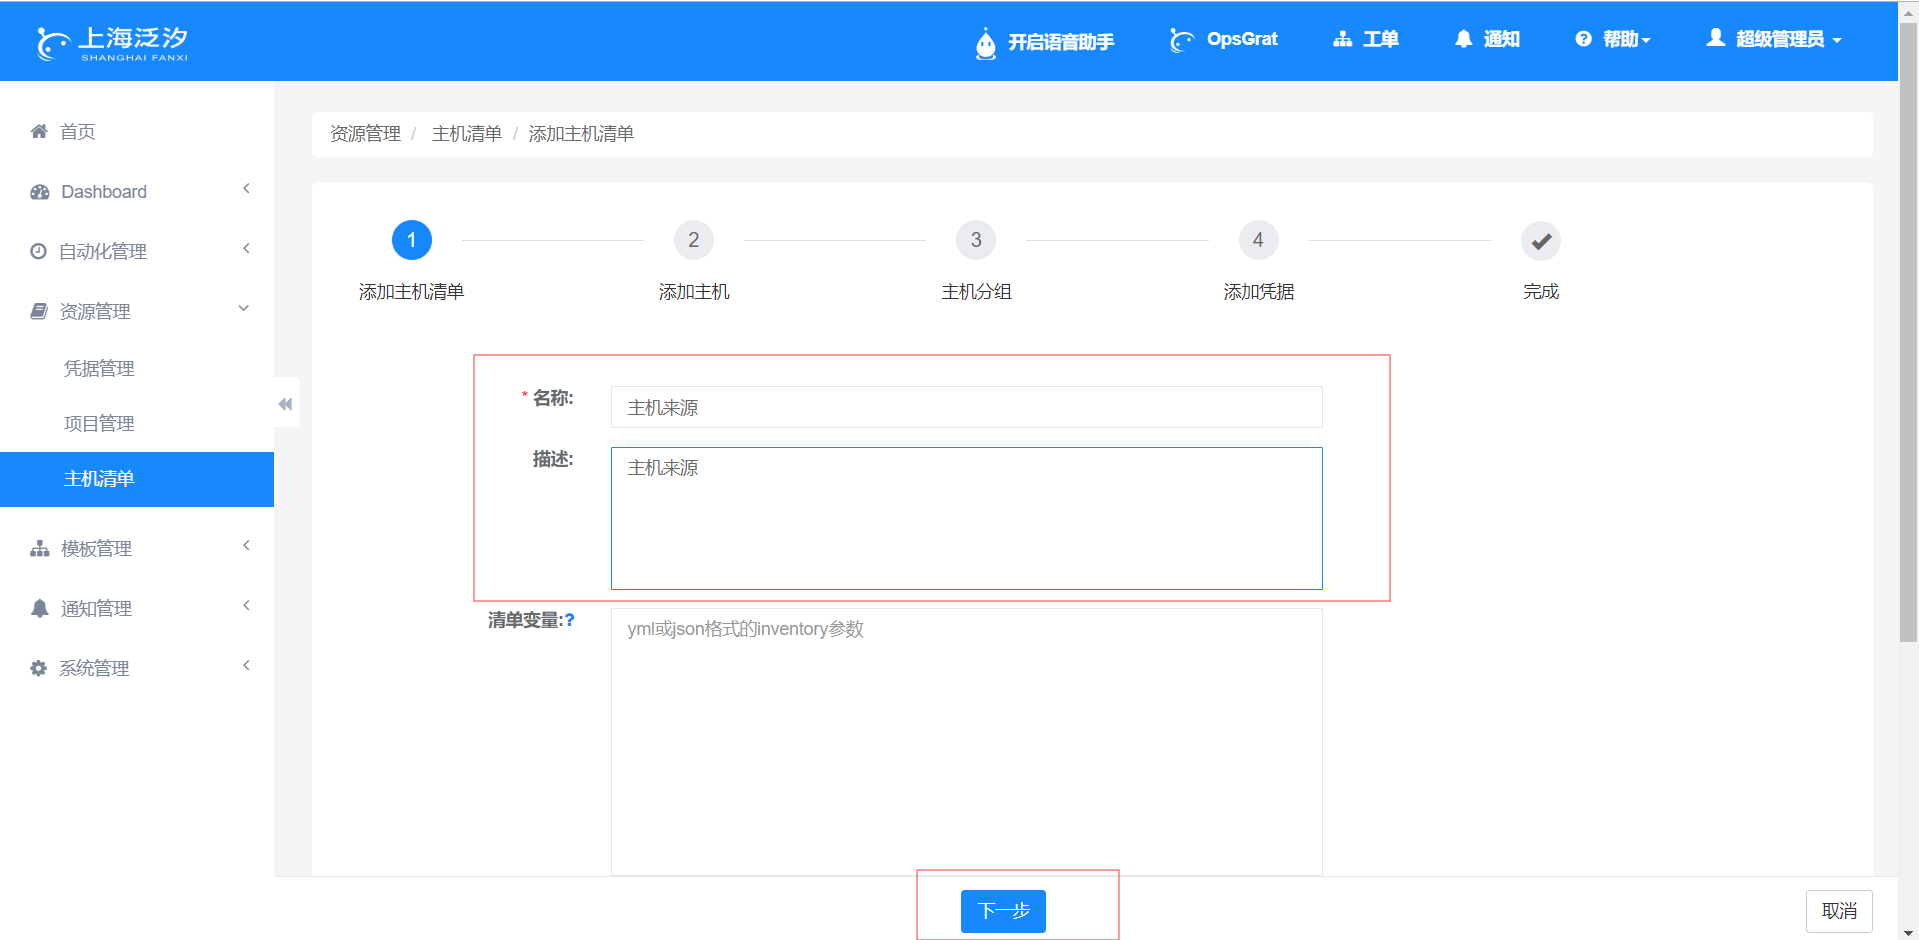 上海泛汐
SHANGHAI FANXI
开启语音助手
OpsGrat
工单
通知
帮助
超级管理员
首页
Dashboard
自动化管理
资源管理
凭据管理
项目管理
主机清单
模板管理
通知管理
系统管理
资源管理 / 主机清单 / 添加主机清单
1
2
3
4
添加主机清单
添加主机
主机分组
添加凭据
完成
* 名称:
主机来源
描述:
主机来源
清单变量:?
yml或json格式的inventory参数
下一步
取消